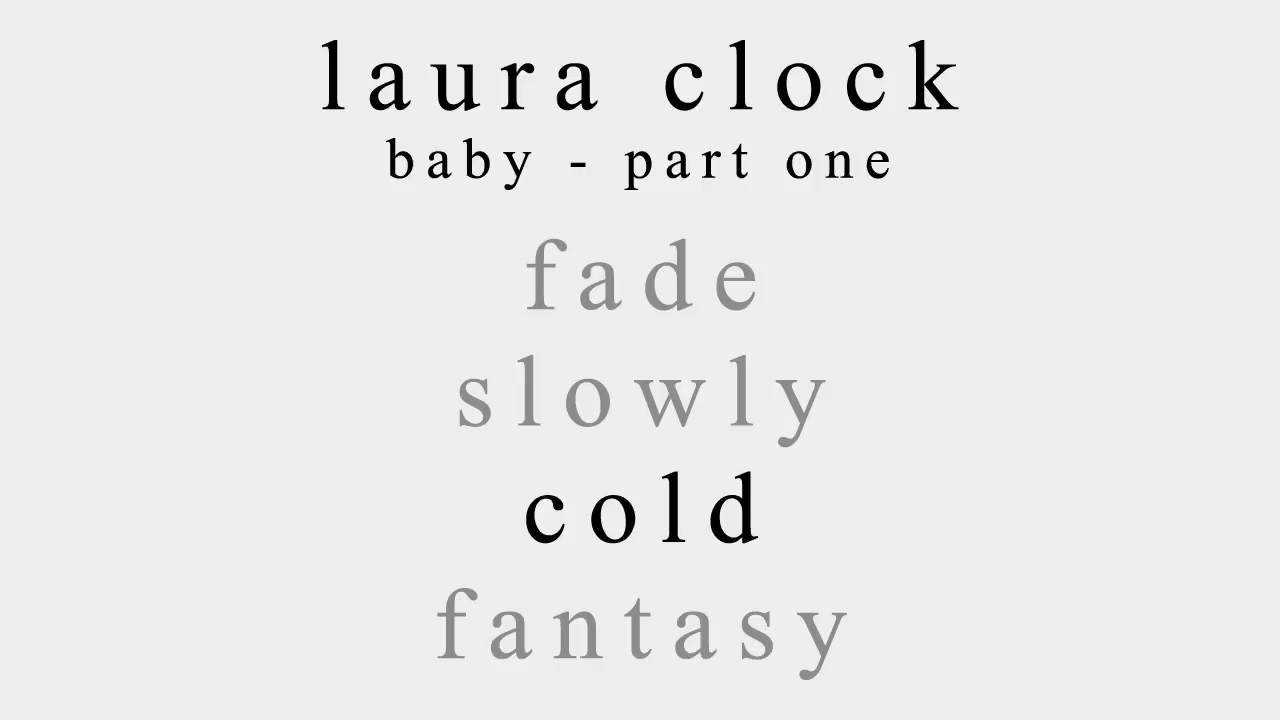 laura clock
baby - part one
fade
slowly
cold
fantasy